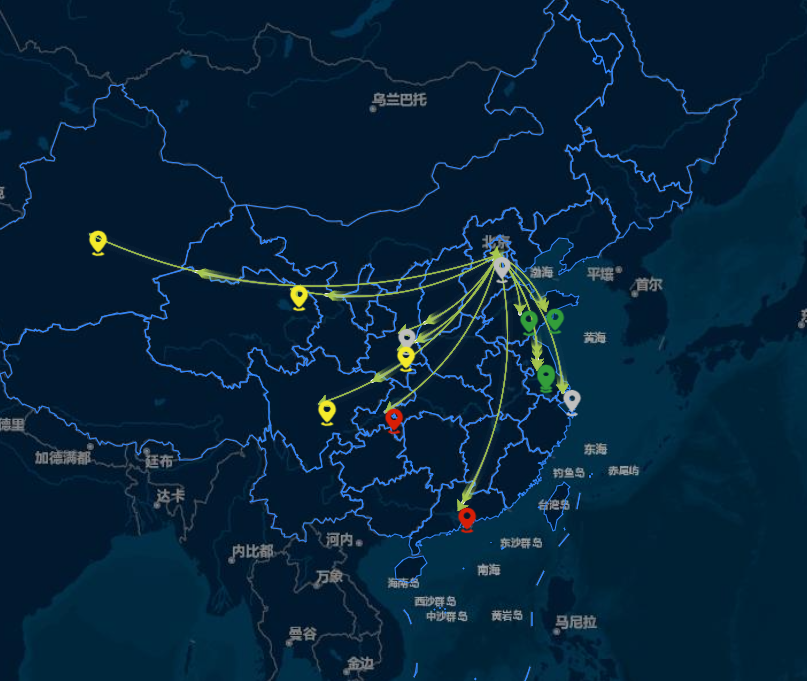 乌兰巴托
北京
渤海
平壤
首尔
黄海
德里
加德满都
廷布
东海
钓鱼岛
赤尾屿
达卡
台湾岛
内比都
河内
东沙群岛
万象
海南岛
南海
西沙群岛
中沙群岛
黄岩岛
马尼拉
曼谷
金边